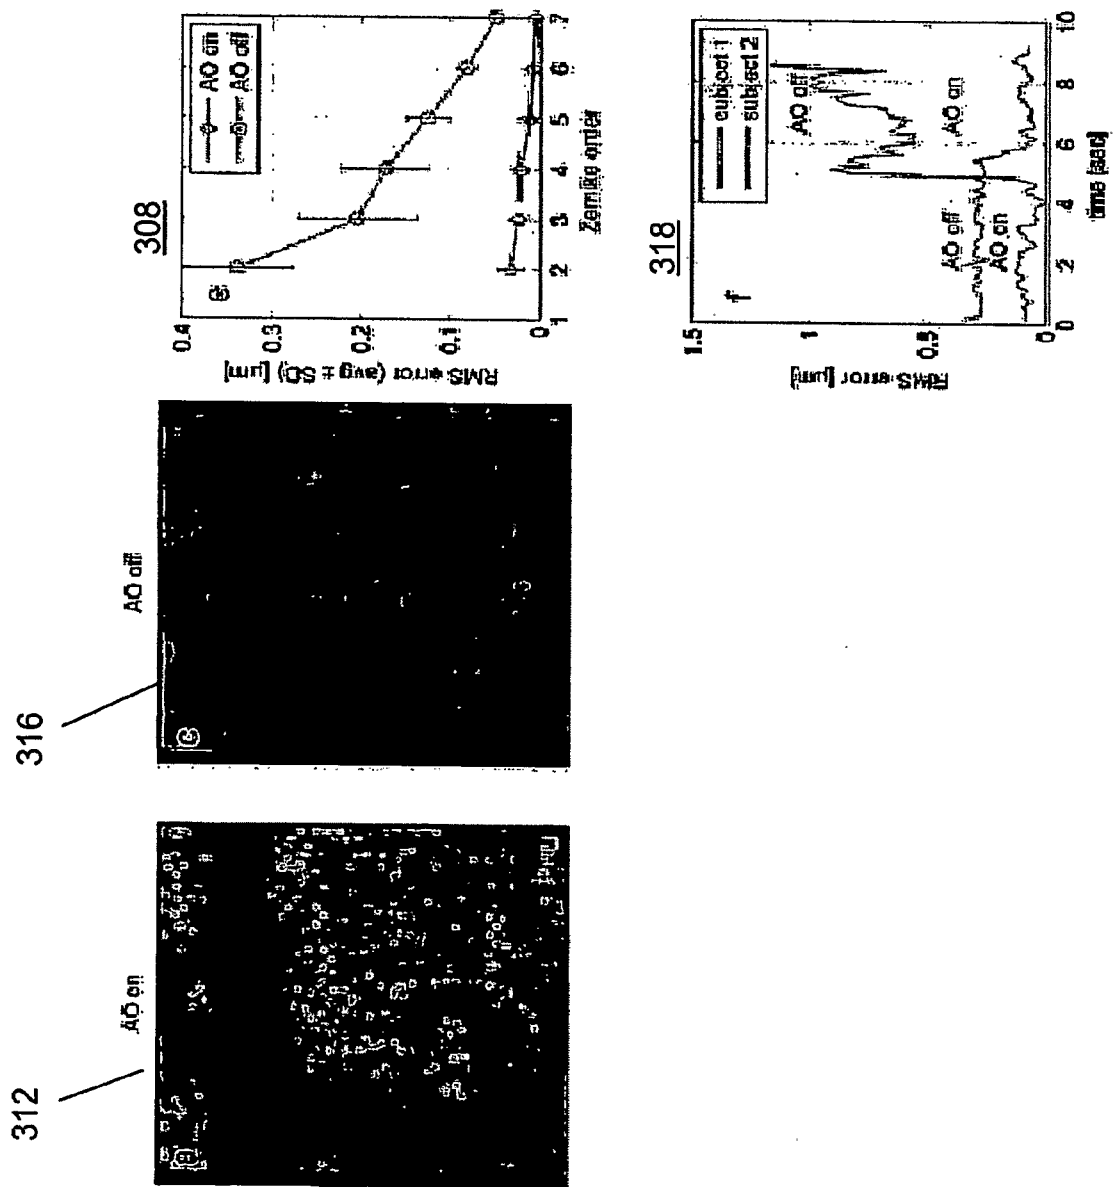 312
AO on
316
AO off
308
e
AO on
AO off
0.4
0.3
0.2
0.1
0
RMS-error (avg ± SD) [µm]
1
2
3
4
5
6
7
Zernike order
318
f
subject 1
subject 2
AO off
AO on
AO off
AO on
1.5
1
0.5
0
RMS-error [µm]
0
2
4
6
8
10
time [sec]